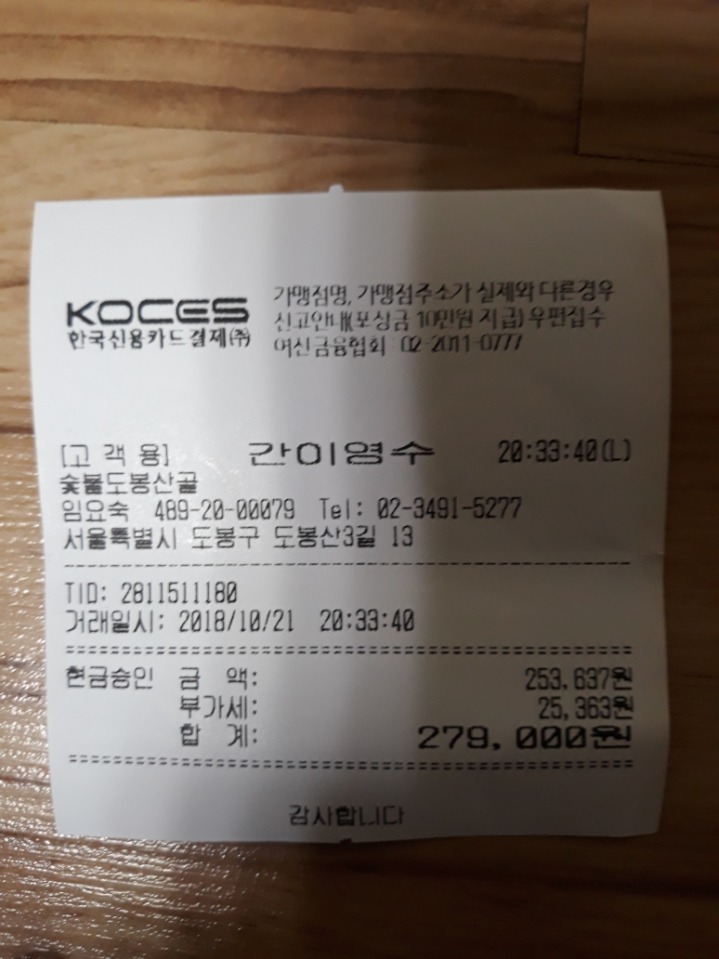 KOCES
한국신용카드결제(주)
가맹점명, 가맹점주소가 실제와 다른경우
신고안내(포상금 10만원 지급) 우편접수
여신금융협회 02-2011-0777
[고 객 용] 간이영수 20:33:40(L)
숯불도봉산골
임요숙 489-20-00079 Tel: 02-3491-5277
서울특별시 도봉구 도봉산3길 13
TID: 2811511180
거래일시: 2018/10/21 20:33:40
현금승인 금 액: 253,637원
부가세: 25,363원
합 계: 279,000원
감사합니다